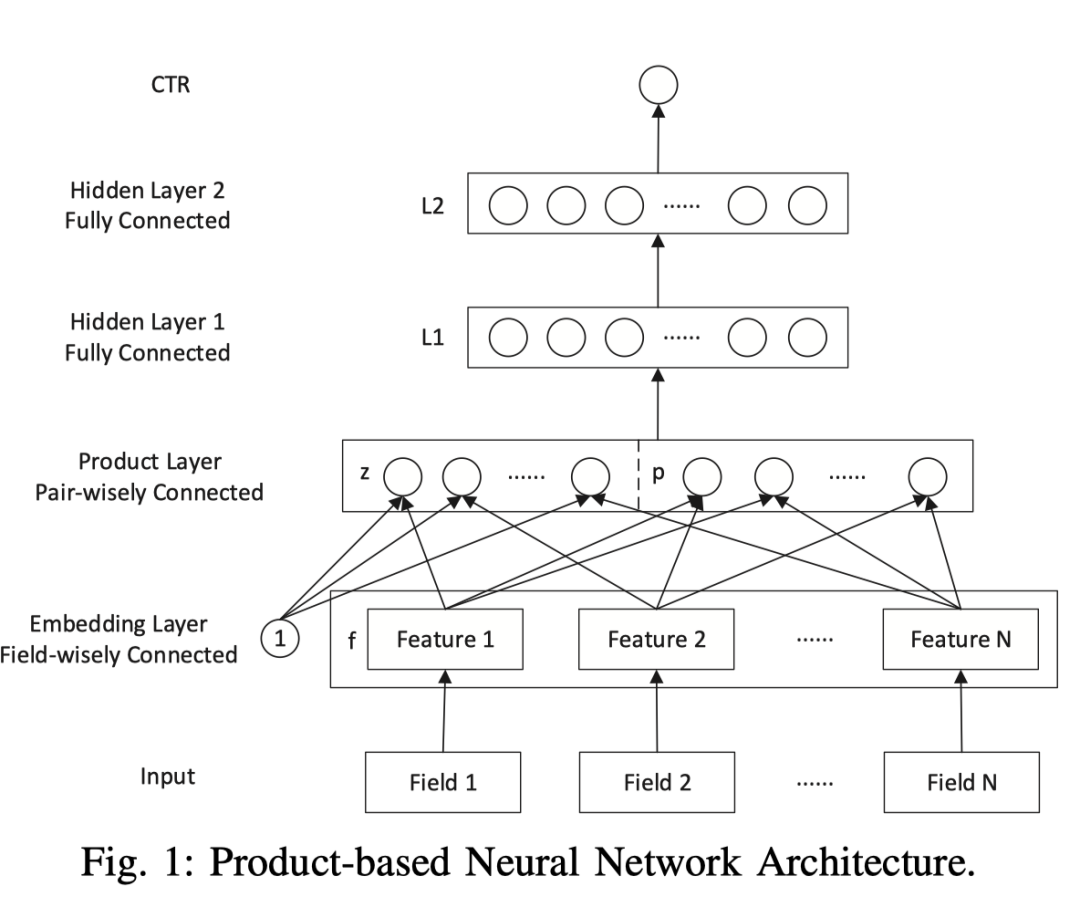 CTR
Hidden Layer 2
Fully Connected
L2
......
Hidden Layer 1
Fully Connected
L1
......
Product Layer
Pair-wisely Connected
z
......
p
......
Embedding Layer
Field-wisely Connected
1
f
Feature 1
Feature 2
......
Feature N
Input
Field 1
Field 2
......
Field N
Fig. 1: Product-based Neural Network Architecture.